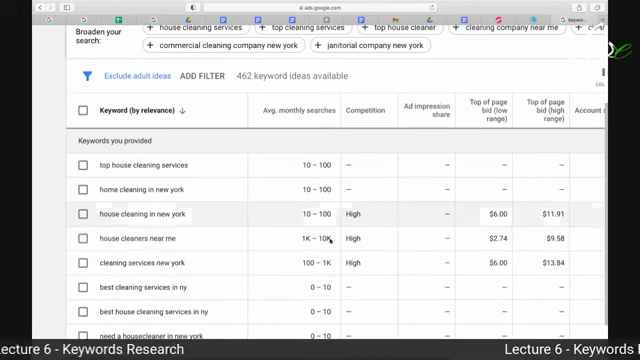 ads.google.com
Keywor
Broaden your search:
house cleaning services
top cleaning services
top house cleaner
cleaning company near me
commercial cleaning company new york
janitorial company new york
Exclude adult ideas
ADD FILTER
462 keyword ideas available
COL
Keyword (by relevance)
Avg. monthly searches
Competition
Ad impression share
Top of page bid (low range)
Top of page bid (high range)
Account s
Keywords you provided
top house cleaning services 10 – 100 – – – –
home cleaning in new york 10 – 100 – – – –
house cleaning in new york 10 – 100 High – $6.00 $11.91
house cleaners near me 1K – 10K High – $2.74 $9.58
cleaning services new york 100 – 1K High – $6.00 $13.84
best cleaning services in ny 0 – 10 – – – –
best house cleaning services in ny 0 – 10 – – – –
need a housecleaner in new york 0 – 10 – – – –
ecture 6 - Keywords Research
Lecture 6 - Keywords